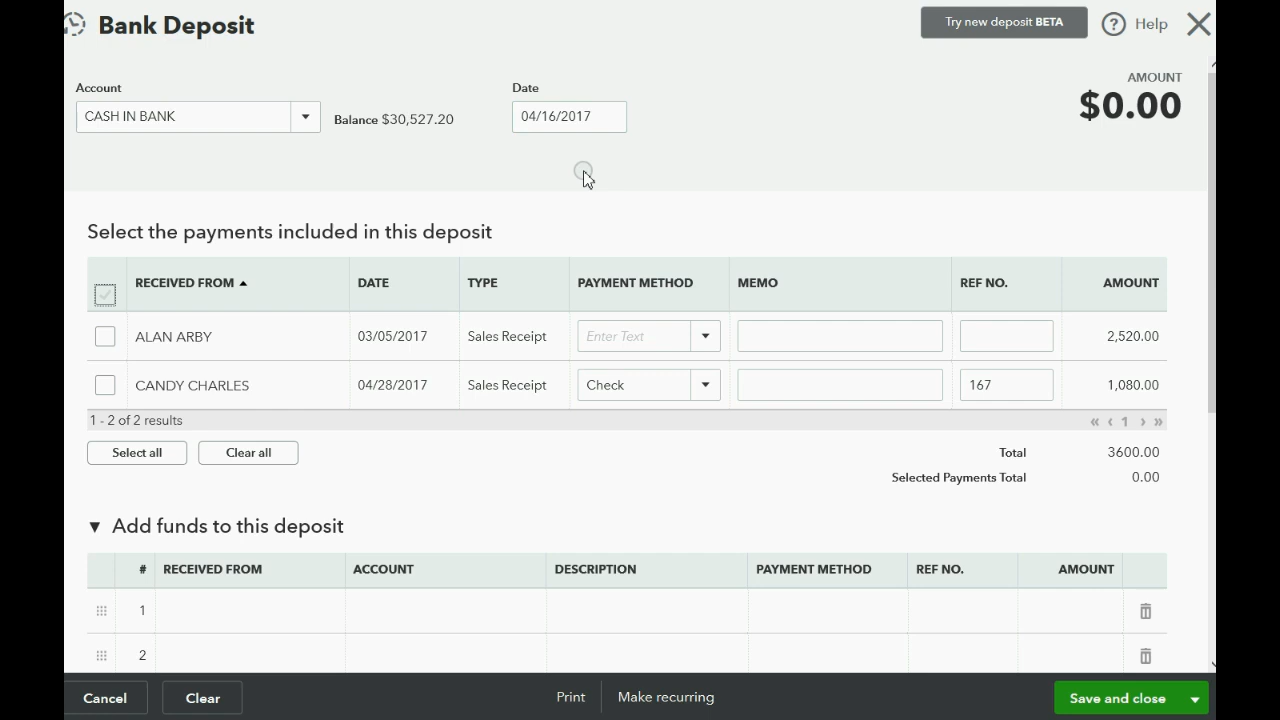 Bank Deposit
Try new deposit BETA
? Help
Account
Date
AMOUNT
CASH IN BANK
Balance $30,527.20
04/16/2017
$0.00
Select the payments included in this deposit
RECEIVED FROM DATE TYPE PAYMENT METHOD MEMO REF NO. AMOUNT
ALAN ARBY 03/05/2017 Sales Receipt Enter Text 2,520.00
CANDY CHARLES 04/28/2017 Sales Receipt Check 167 1,080.00
1 - 2 of 2 results « ‹ 1 › »
Select all Clear all Total 3600.00
Selected Payments Total 0.00
Add funds to this deposit
# RECEIVED FROM ACCOUNT DESCRIPTION PAYMENT METHOD REF NO. AMOUNT
1
2
Cancel Clear Print Make recurring Save and close